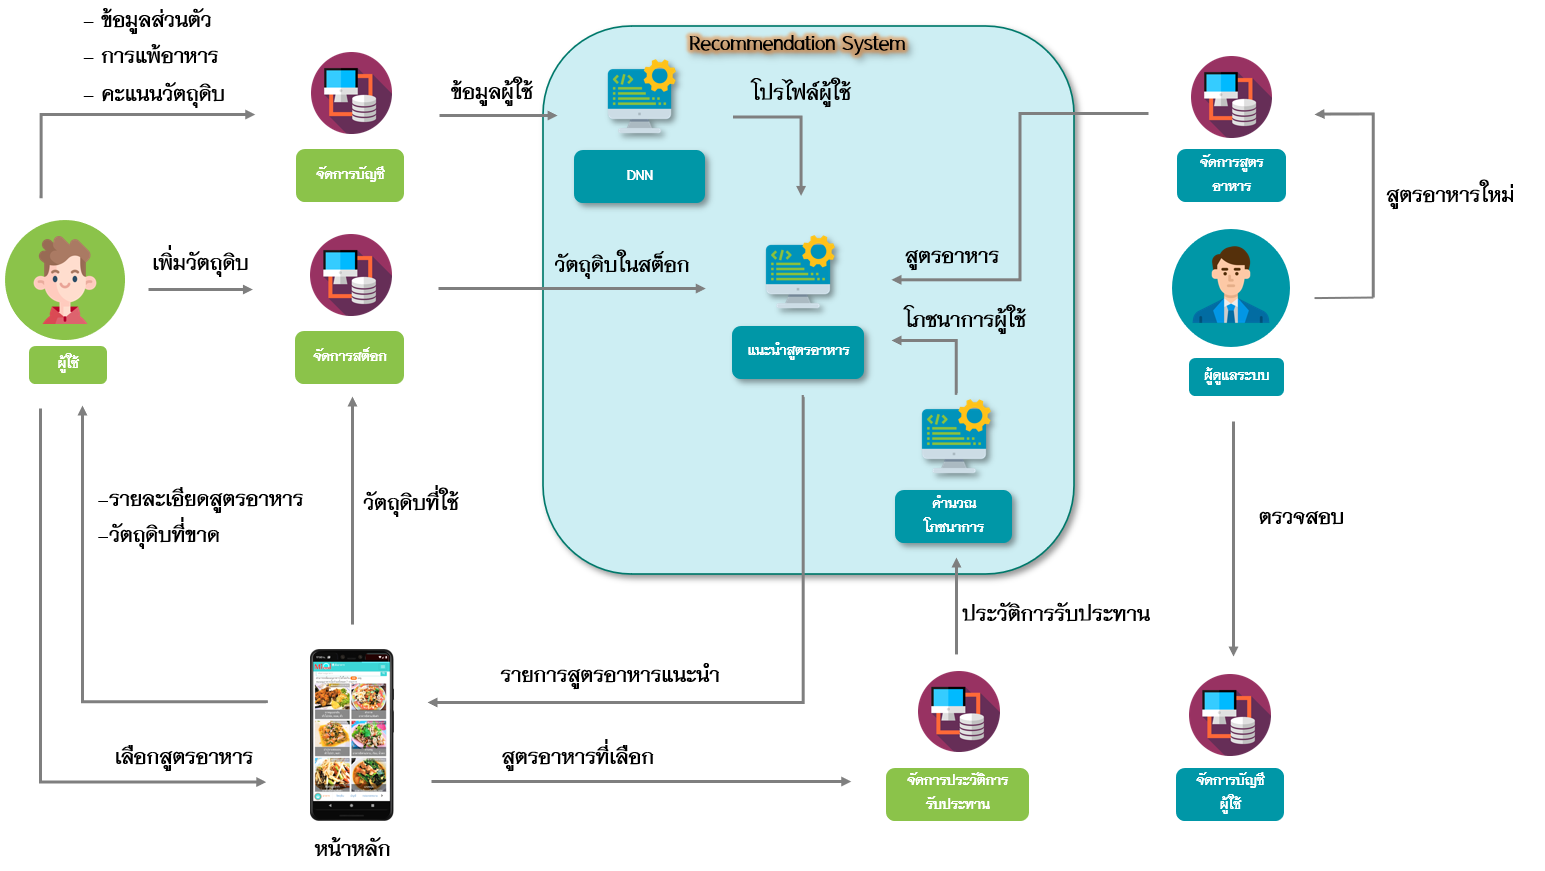 - ข้อมูลส่วนตัว
- การแพ้อาหาร
- คะแนนวัตถุดิบ
Recommendation System
ข้อมูลผู้ใช้
โปรไฟล์ผู้ใช้
จัดการบัญชี
DNN
จัดการสูตร
อาหาร
สูตรอาหารใหม่
เพิ่มวัตถุดิบ
วัตถุดิบในสต็อก
สูตรอาหาร
โภชนาการผู้ใช้
ผู้ใช้
จัดการสต็อก
แนะนำสูตรอาหาร
ผู้ดูแลระบบ
-รายละเอียดสูตรอาหาร
-วัตถุดิบที่ขาด
วัตถุดิบที่ใช้
คำนวณ
โภชนาการ
ตรวจสอบ
ประวัติการรับประทาน
รายการสูตรอาหารแนะนำ
เลือกสูตรอาหาร
สูตรอาหารที่เลือก
จัดการประวัติการ
รับประทาน
จัดการบัญชี
ผู้ใช้
หน้าหลัก